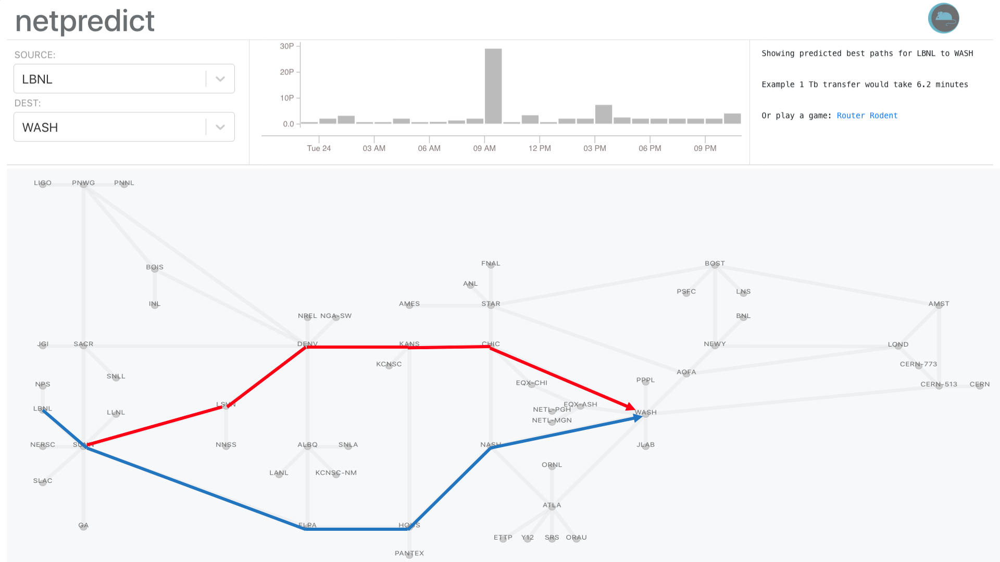 netpredict
SOURCE:
LBNL
DEST:
WASH
30P
20P
10P
0.0
Tue 24 03 AM 06 AM 09 AM 12 PM 03 PM 06 PM 09 PM
Showing predicted best paths for LBNL to WASH
Example 1 Tb transfer would take 6.2 minutes
Or play a game: Router Rodent
LIGO PNWG PNNL
FNAL BOST
BOIS
ANL
PSFC LNS
INL AMES STAR AMST
NREL NGA-SW BNL
JGI SACR DENV KANS CHIC NEWY LOND
KCNSC CERN-773
AOFA
SNLL
PPPL
EQX-CHI
NPS CERN-513 CERN
LSVN EQX-ASH
LBNL NETL-PGH
LLNL WASH
NETL-MGN
NERSC SUNN NNSS ALBQ SNLA NASH JLAB
ORNL
LANL KCNSC-NM
SLAC
ATLA
GA ELPA HOUS
ETTP Y12 SRS ORAU
PANTEX